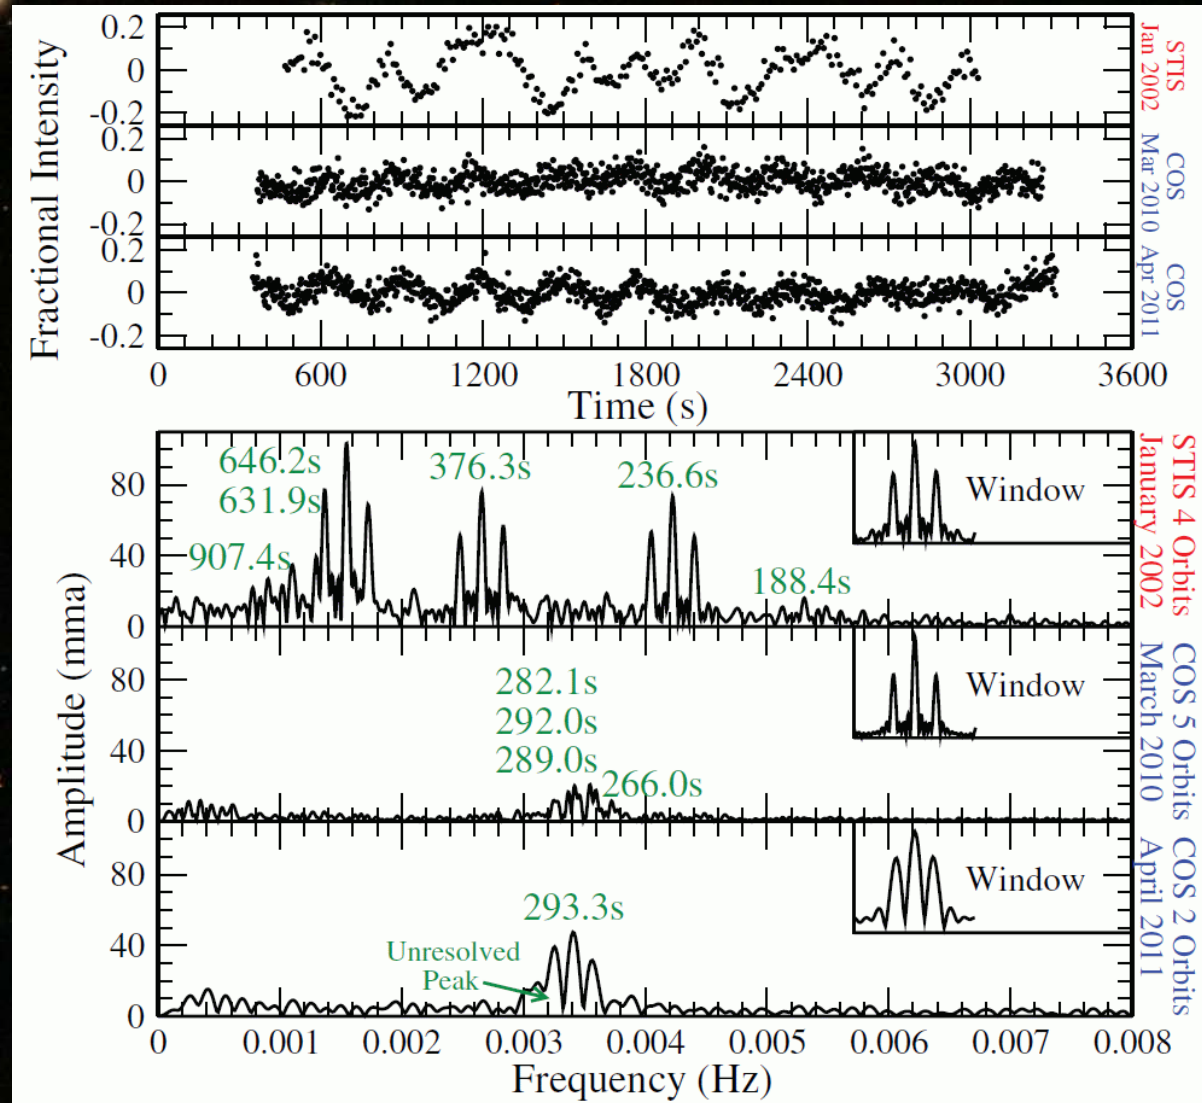 Fractional Intensity
0.2
0
-0.2
STIS
Jan 2002
0.2
0
-0.2
COS
Mar 2010
0.2
0
-0.2
COS
Apr 2011
0 600 1200 1800 2400 3000 3600
Time (s)
Amplitude (mma)
80
40
0
646.2s
631.9s
907.4s
376.3s
236.6s
188.4s
Window
STIS 4 Orbits
January 2002
80
40
0
282.1s
292.0s
289.0s
266.0s
Window
COS 5 Orbits
March 2010
80
40
0
293.3s
Unresolved
Peak
Window
COS 2 Orbits
April 2011
0 0.001 0.002 0.003 0.004 0.005 0.006 0.007 0.008
Frequency (Hz)